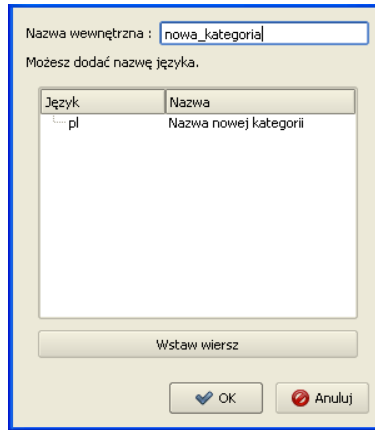 Nazwa wewnętrzna : nowa_kategoria
Możesz dodać nazwę języka.
Język Nazwa
pl Nazwa nowej kategorii
Wstaw wiersz
OK Anuluj